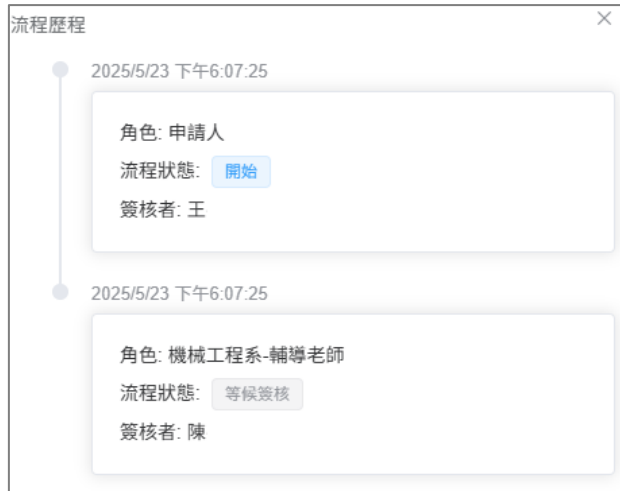 流程歷程
2025/5/23 下午6:07:25
角色: 申請人
流程狀態: 開始
簽核者: 王
2025/5/23 下午6:07:25
角色: 機械工程系-輔導老師
流程狀態: 等候簽核
簽核者: 陳